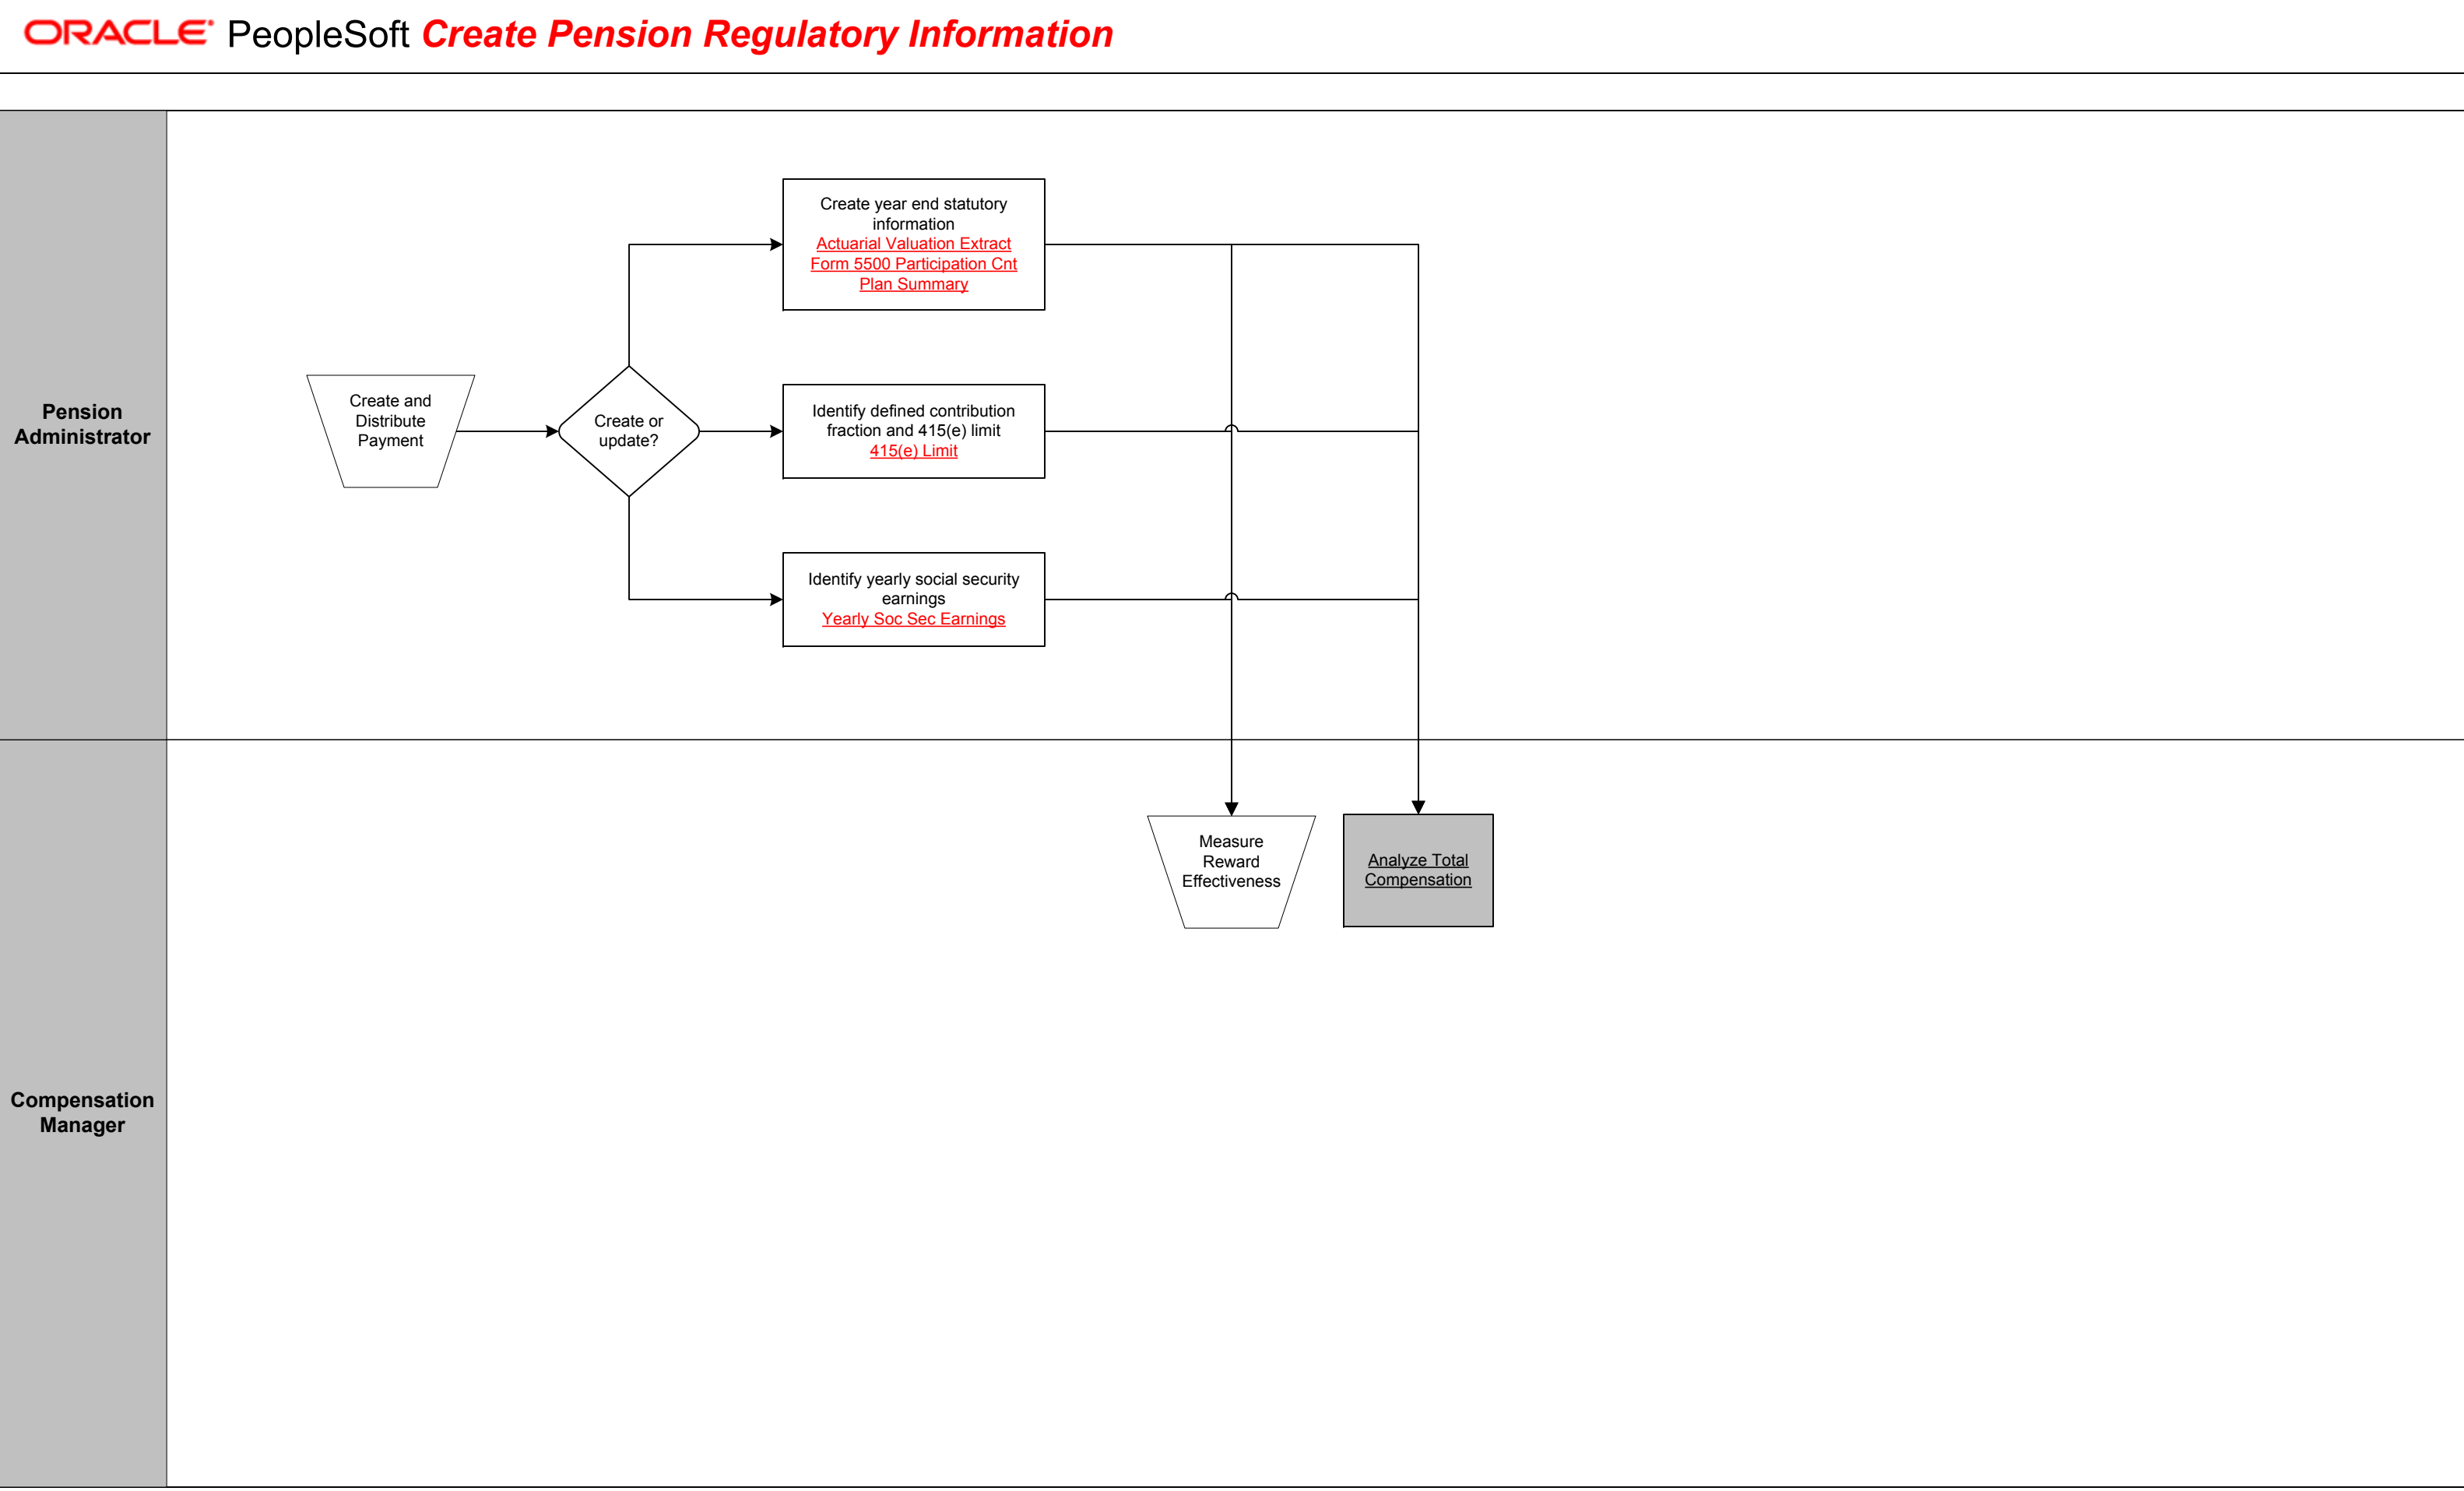 ORACLE PeopleSoft Create Pension Regulatory Information
Pension
Administrator
Create and
Distribute
Payment
Create or
update?
Create year end statutory
information
Actuarial Valuation Extract
Form 5500 Participation Cnt
Plan Summary
Identify defined contribution
fraction and 415(e) limit
415(e) Limit
Identify yearly social security
earnings
Yearly Soc Sec Earnings
Compensation
Manager
Measure
Reward
Effectiveness
Analyze Total
Compensation